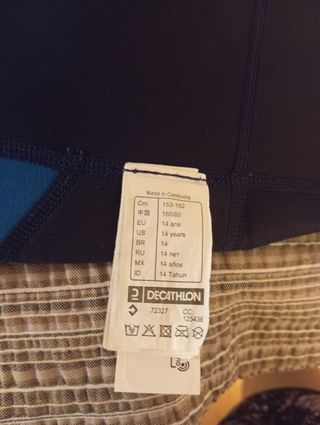 Made in Cambodia
Cm 153-162
中国 160/80
EU 14 ans
US 14 years
BR 14
RU 14 лет
MX 14 años
ID 14 Tahun
DECATHLON
72327 CC:
125436